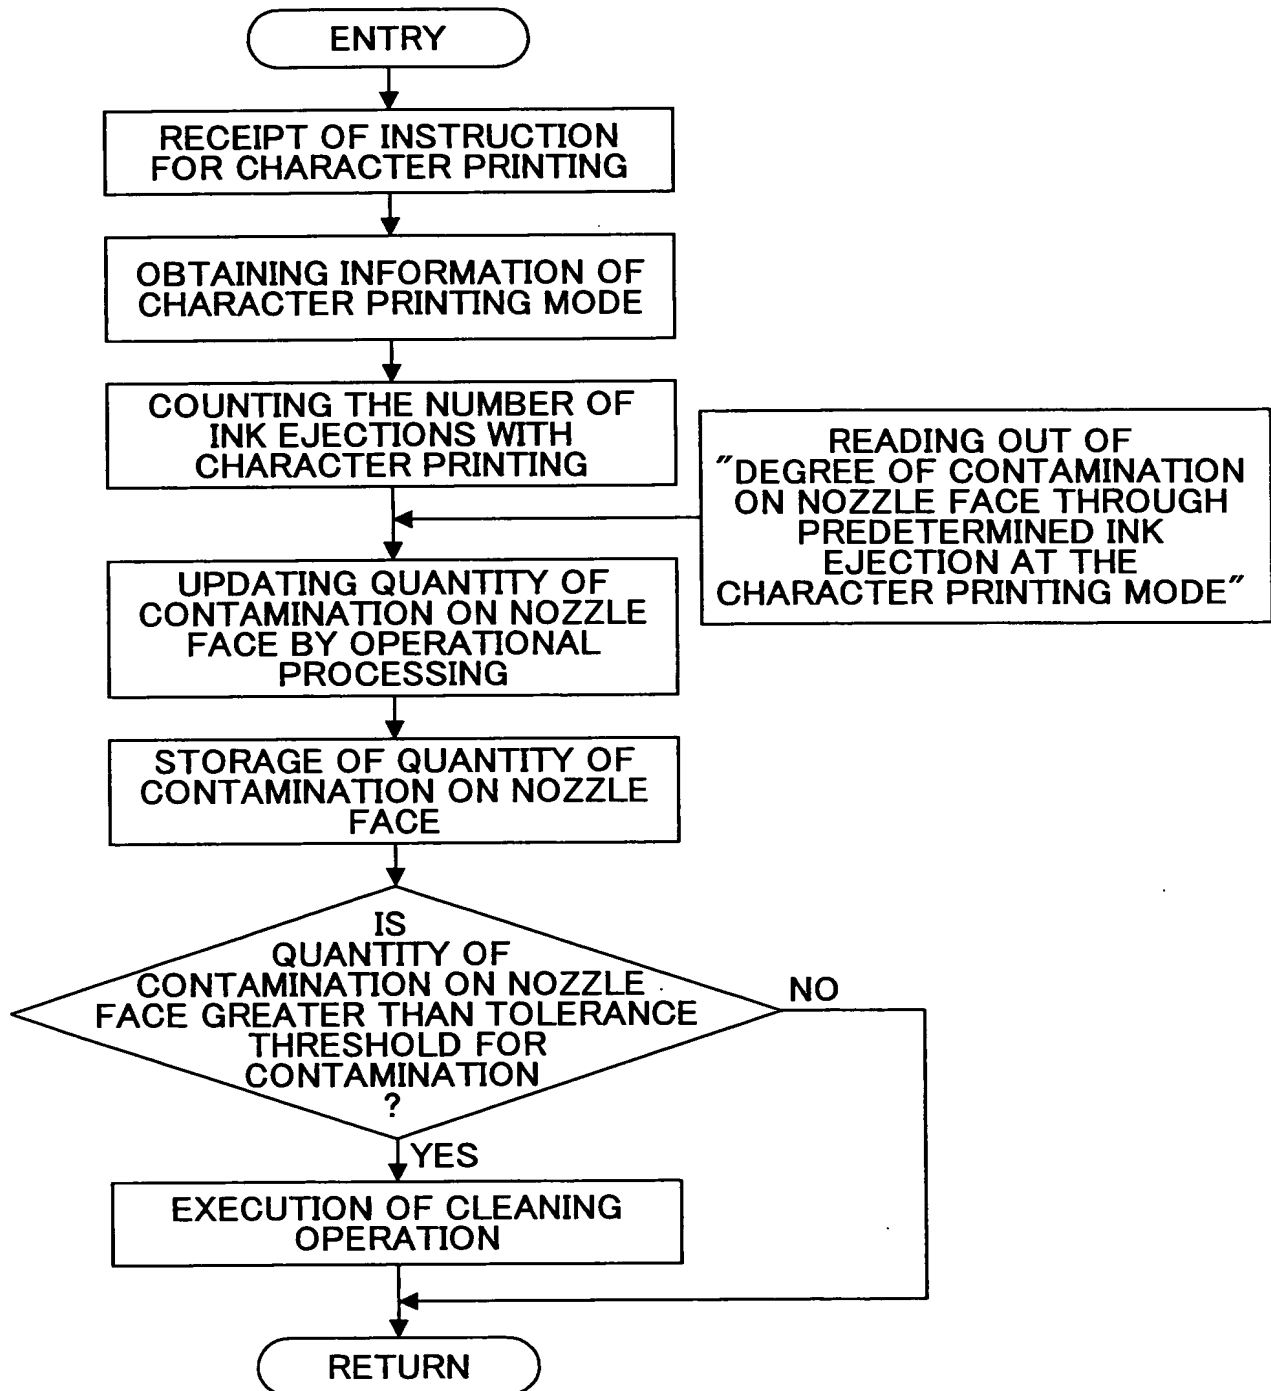 ENTRY
RECEIPT OF INSTRUCTION
FOR CHARACTER PRINTING
OBTAINING INFORMATION OF
CHARACTER PRINTING MODE
COUNTING THE NUMBER OF
INK EJECTIONS WITH
CHARACTER PRINTING
READING OUT OF
"DEGREE OF CONTAMINATION
ON NOZZLE FACE THROUGH
PREDETERMINED INK
EJECTION AT THE
CHARACTER PRINTING MODE"
UPDATING QUANTITY OF
CONTAMINATION ON NOZZLE
FACE BY OPERATIONAL
PROCESSING
STORAGE OF QUANTITY OF
CONTAMINATION ON NOZZLE
FACE
IS
QUANTITY OF
CONTAMINATION ON NOZZLE
FACE GREATER THAN TOLERANCE
THRESHOLD FOR
CONTAMINATION
?
NO
YES
EXECUTION OF CLEANING
OPERATION
RETURN